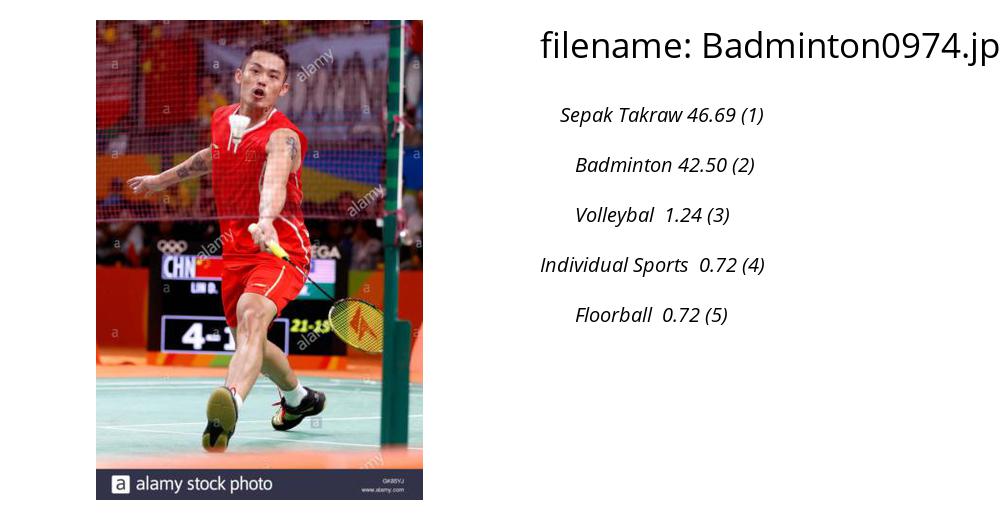 filename: Badminton0974.jp
Sepak Takraw 46.69 (1)
Badminton 42.50 (2)
Volleybal 1.24 (3)
Individual Sports 0.72 (4)
Floorball 0.72 (5)
alamy
alamy
alamy
CHN
LIN D.
4-1
21-15
alamy
a alamy stock photo
GK85YJ
www.alamy.com